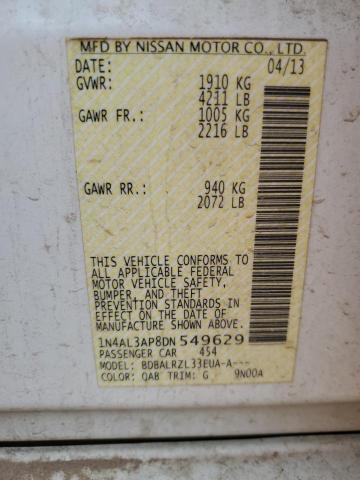 MFD BY NISSAN MOTOR CO., LTD.
DATE: 04/13
GVWR: 1910 KG
4211 LB
GAWR FR.: 1005 KG
2216 LB
GAWR RR.: 940 KG
2072 LB
THIS VEHICLE CONFORMS TO
ALL APPLICABLE FEDERAL
MOTOR VEHICLE SAFETY,
BUMPER, AND THEFT
PREVENTION STANDARDS IN
EFFECT ON THE DATE OF
MANUFACTURE SHOWN ABOVE.
1N4AL3AP8DN 549629
PASSENGER CAR 454
MODEL: BDBALRZL33EUA-A---
COLOR: QAB TRIM: G 9N00A